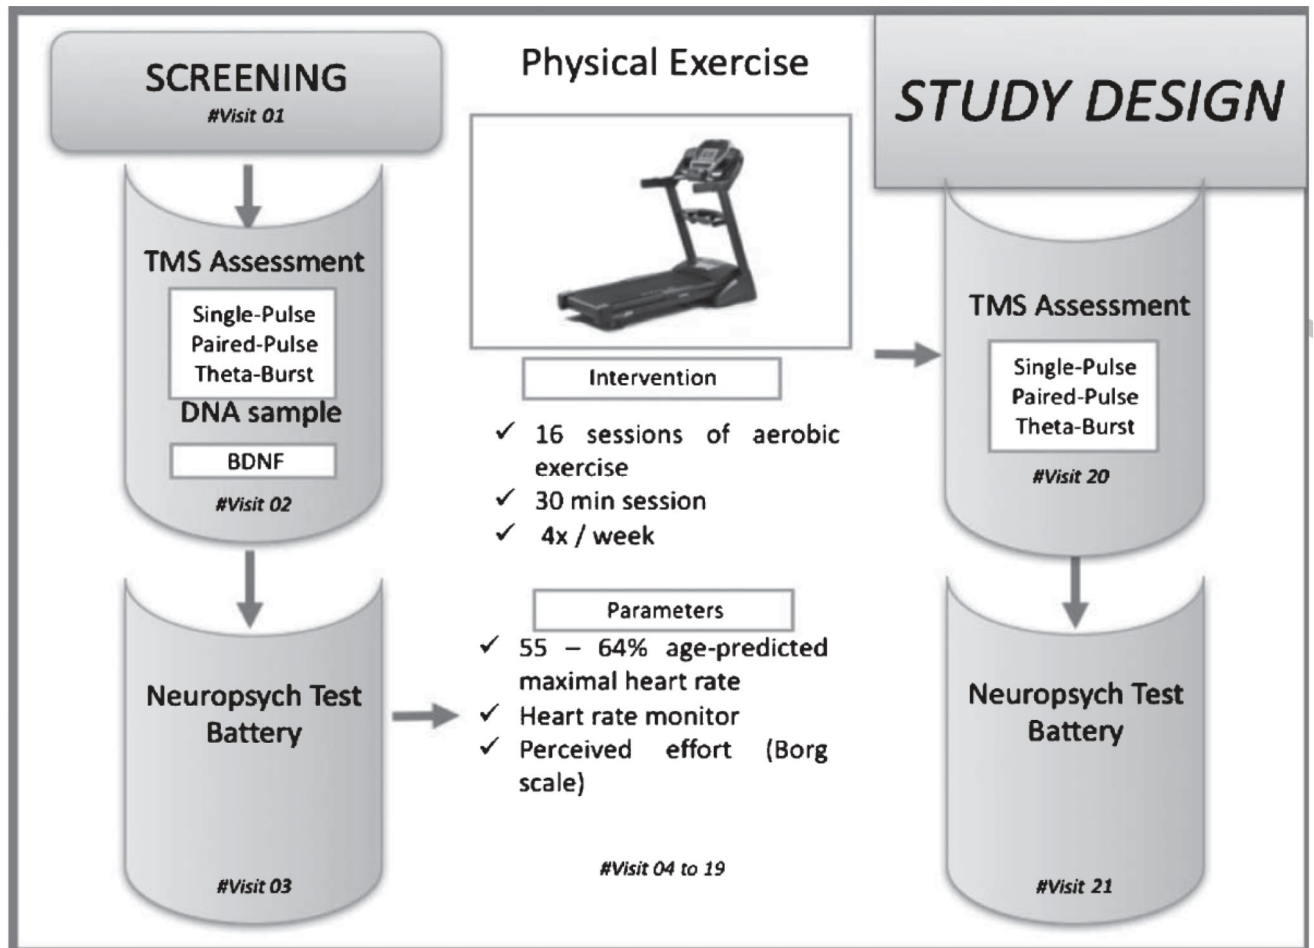 SCREENING
#Visit 01
TMS Assessment
Single-Pulse
Paired-Pulse
Theta-Burst
DNA sample
BDNF
#Visit 02
Neuropsych Test
Battery
#Visit 03
Physical Exercise
Intervention
✓ 16 sessions of aerobic
exercise
✓ 30 min session
✓ 4x / week
Parameters
✓ 55 – 64% age-predicted
maximal heart rate
✓ Heart rate monitor
✓ Perceived effort (Borg
scale)
#Visit 04 to 19
STUDY DESIGN
TMS Assessment
Single-Pulse
Paired-Pulse
Theta-Burst
#Visit 20
Neuropsych Test
Battery
#Visit 21